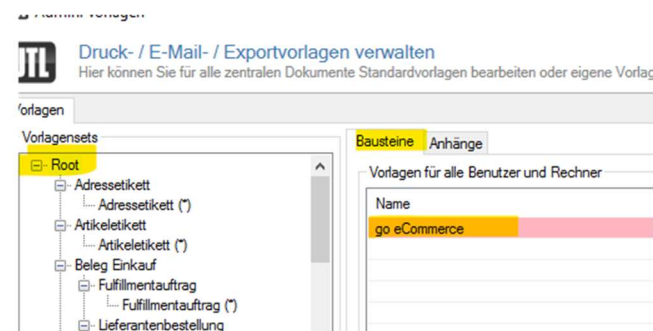 JTL
Druck- / E-Mail- / Exportvorlagen verwalten
Hier können Sie für alle zentralen Dokumente Standardvorlagen bearbeiten oder eigene
Vorlagen
Vorlagensets
Bausteine Anhänge
Root
Adressetikett
Adressetikett (*)
Artikeletikett
Artikeletikett (*)
Beleg Einkauf
Fulfillmentauftrag
Fulfillmentauftrag (*)
Lieferantenbestellung
Vorlagen für alle Benutzer und Rechner
Name
go eCommerce